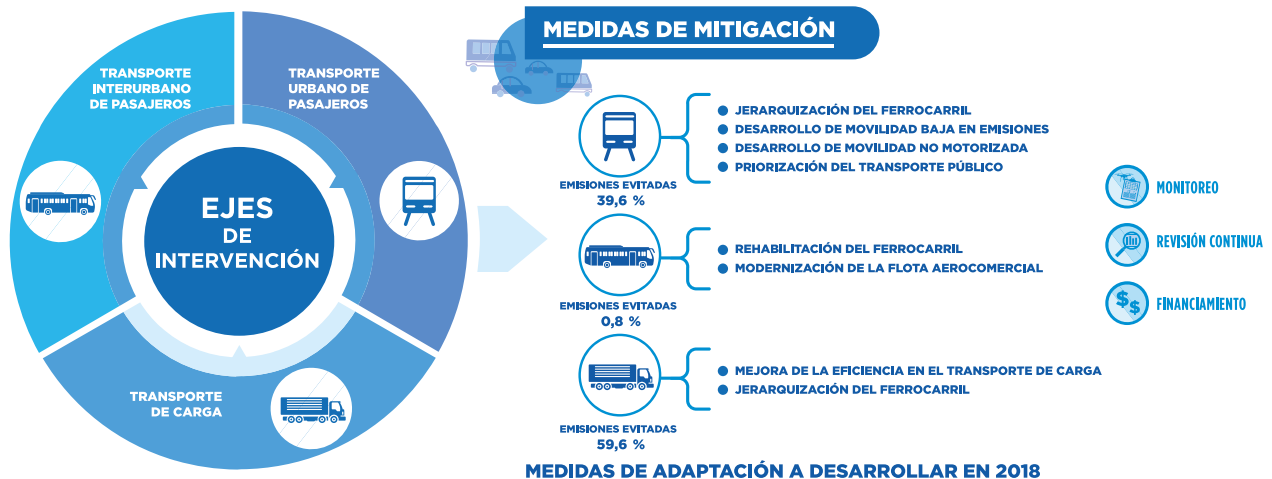 TRANSPORTE
INTERURBANO
DE PASAJEROS
TRANSPORTE
URBANO DE
PASAJEROS
EJES
DE
INTERVENCIÓN
TRANSPORTE
DE CARGA
MEDIDAS DE MITIGACIÓN
EMISIONES EVITADAS
39,6 %
JERARQUIZACIÓN DEL FERROCARRIL
DESARROLLO DE MOVILIDAD BAJA EN EMISIONES
DESARROLLO DE MOVILIDAD NO MOTORIZADA
PRIORIZACIÓN DEL TRANSPORTE PÚBLICO
EMISIONES EVITADAS
0,8 %
REHABILITACIÓN DEL FERROCARRIL
MODERNIZACIÓN DE LA FLOTA AEROCOMERCIAL
EMISIONES EVITADAS
59,6 %
MEJORA DE LA EFICIENCIA EN EL TRANSPORTE DE CARGA
JERARQUIZACIÓN DEL FERROCARRIL
MONITOREO
REVISIÓN CONTINUA
$ $
FINANCIAMIENTO
MEDIDAS DE ADAPTACIÓN A DESARROLLAR EN 2018